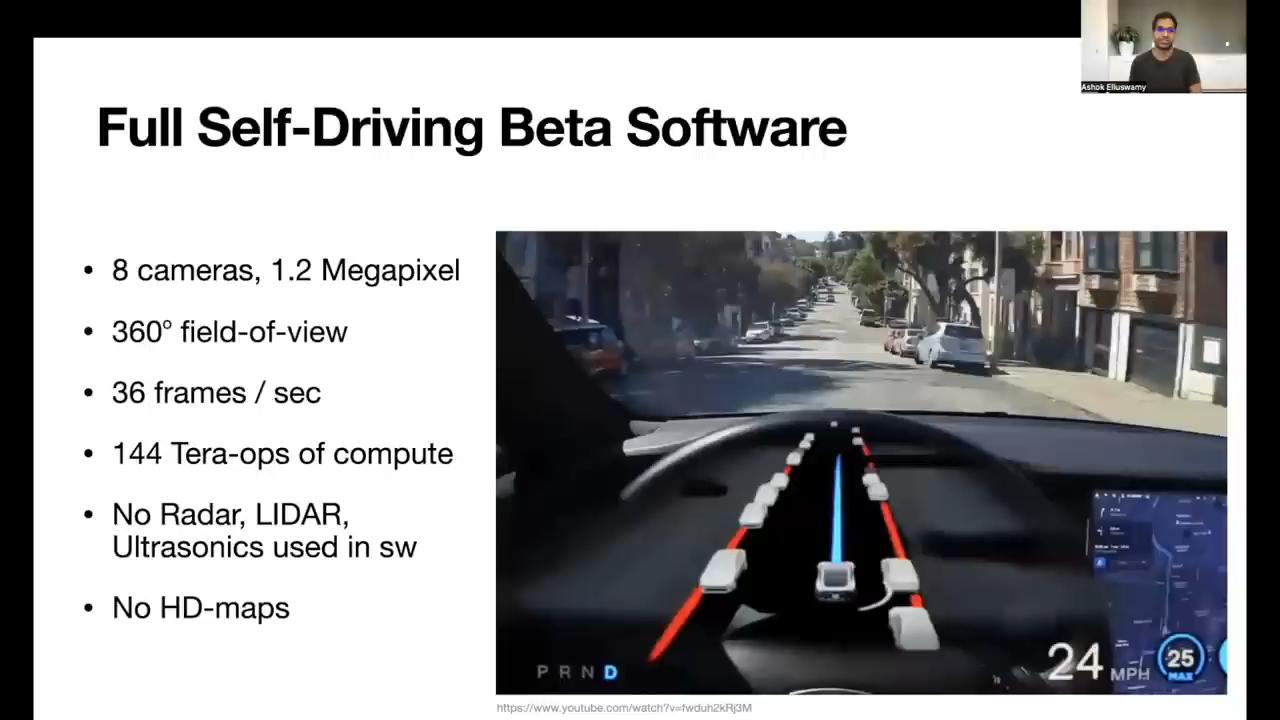 Ashok Elluswamy
Full Self-Driving Beta Software
• 8 cameras, 1.2 Megapixel
• 360º field-of-view
• 36 frames / sec
• 144 Tera-ops of compute
• No Radar, LIDAR,
Ultrasonics used in sw
• No HD-maps
P R N D
24 MPH
25
MAX
https://www.youtube.com/watch?v=fwduh2kRj3M